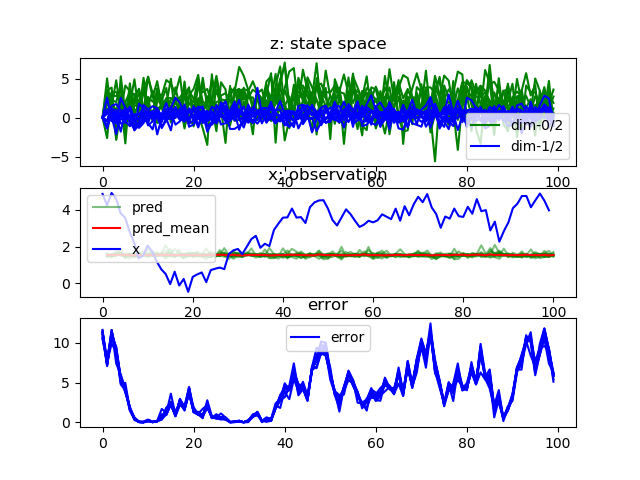 z: state space
5
0
−5
dim-0/2
dim-1/2
0 20 40 60 80 100
x: observation
4
2
0
pred
pred_mean
x
0 20 40 60 80 100
error
10
5
0
error
0 20 40 60 80 100